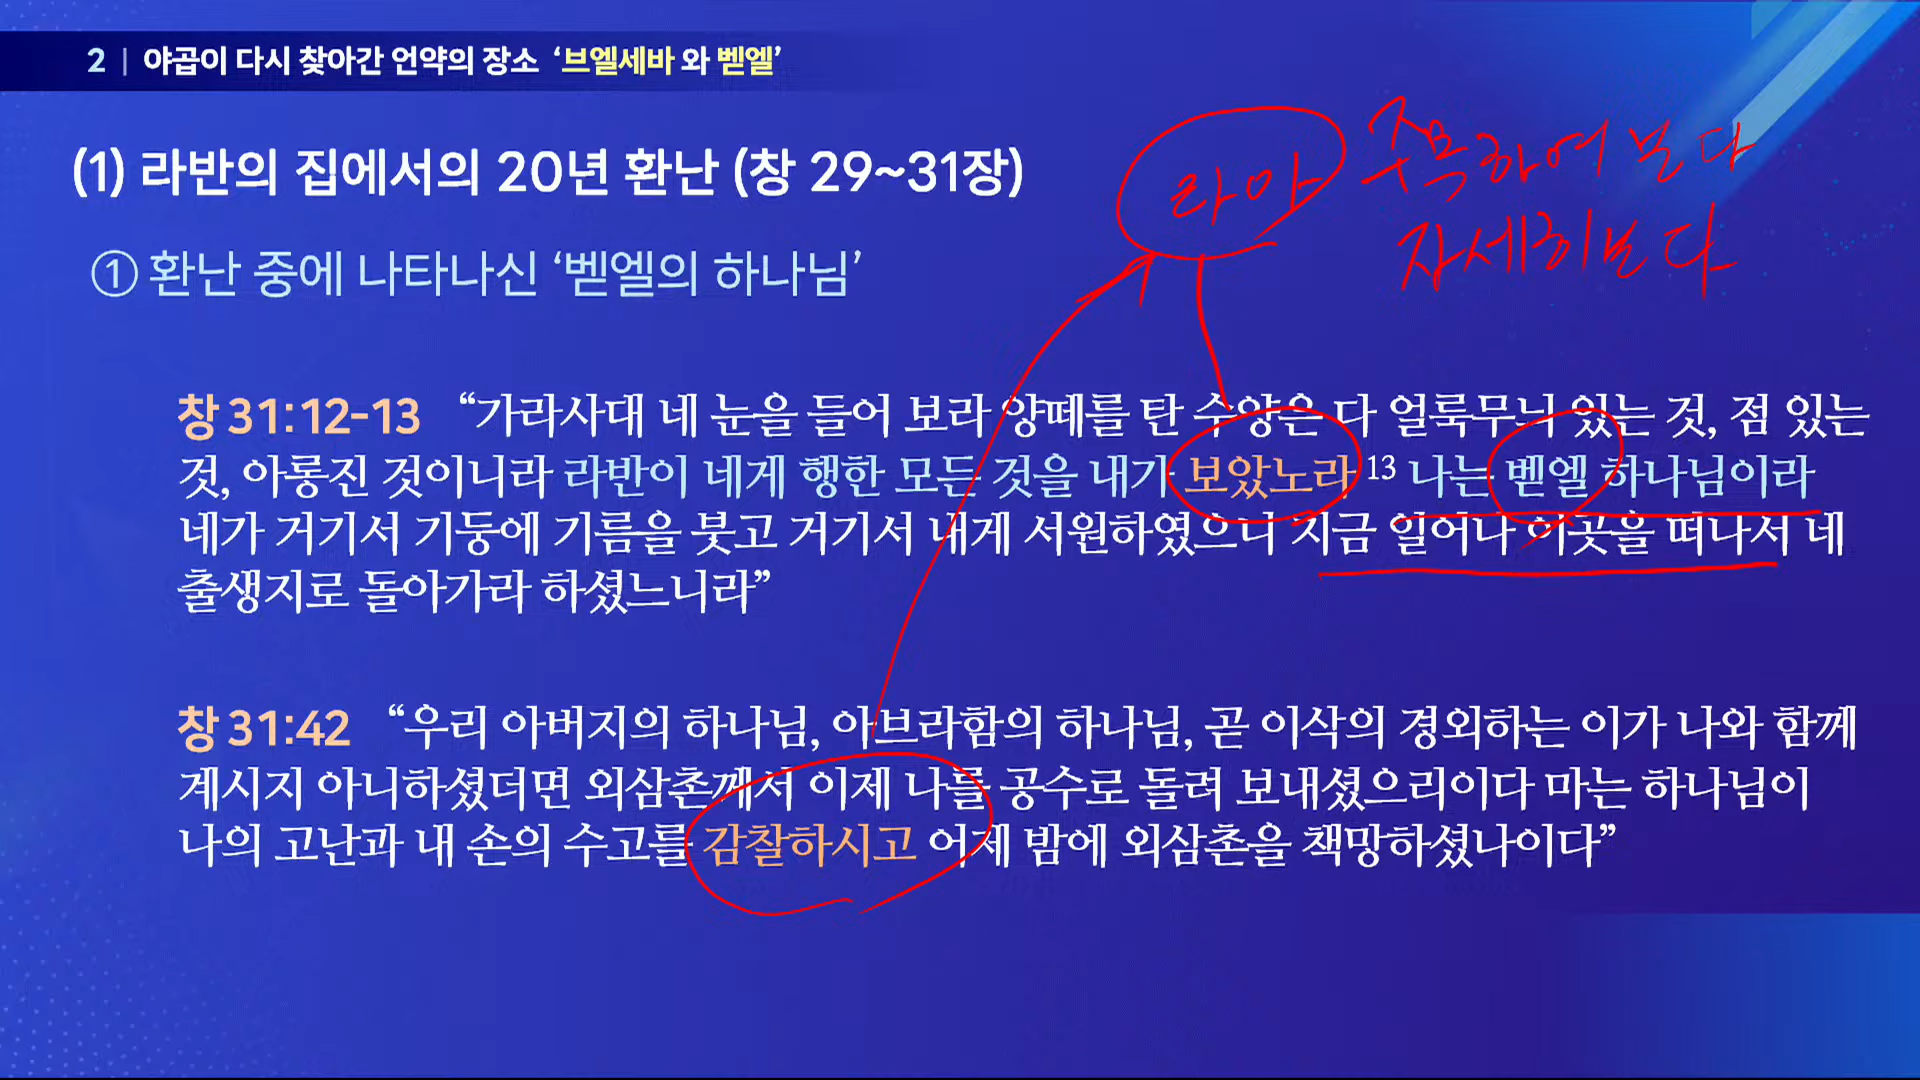 2 | 야곱이 다시 찾아간 언약의 장소 ‘브엘세바 와 벧엘’
(1) 라반의 집에서의 20년 환난 (창 29~31장)
라아 주목하여 보다
자세히 보다
① 환난 중에 나타나신 ‘벧엘의 하나님’
창 31:12-13 “가라사대 네 눈을 들어 보라 양떼를 탄 수양은 다 얼룩무늬 있는 것, 점 있는
것, 아롱진 것이니라 라반이 네게 행한 모든 것을 내가 보았노라 13 나는 벧엘 하나님이라
네가 거기서 기둥에 기름을 붓고 거기서 내게 서원하였으니 지금 일어나 이곳을 떠나서 네
출생지로 돌아가라 하셨느니라”
창 31:42 “우리 아버지의 하나님, 아브라함의 하나님, 곧 이삭의 경외하는 이가 나와 함께
계시지 아니하셨더면 외삼촌께서 이제 나를 공수로 돌려 보내셨으리이다 마는 하나님이
나의 고난과 내 손의 수고를 감찰하시고 어제 밤에 외삼촌을 책망하셨나이다”